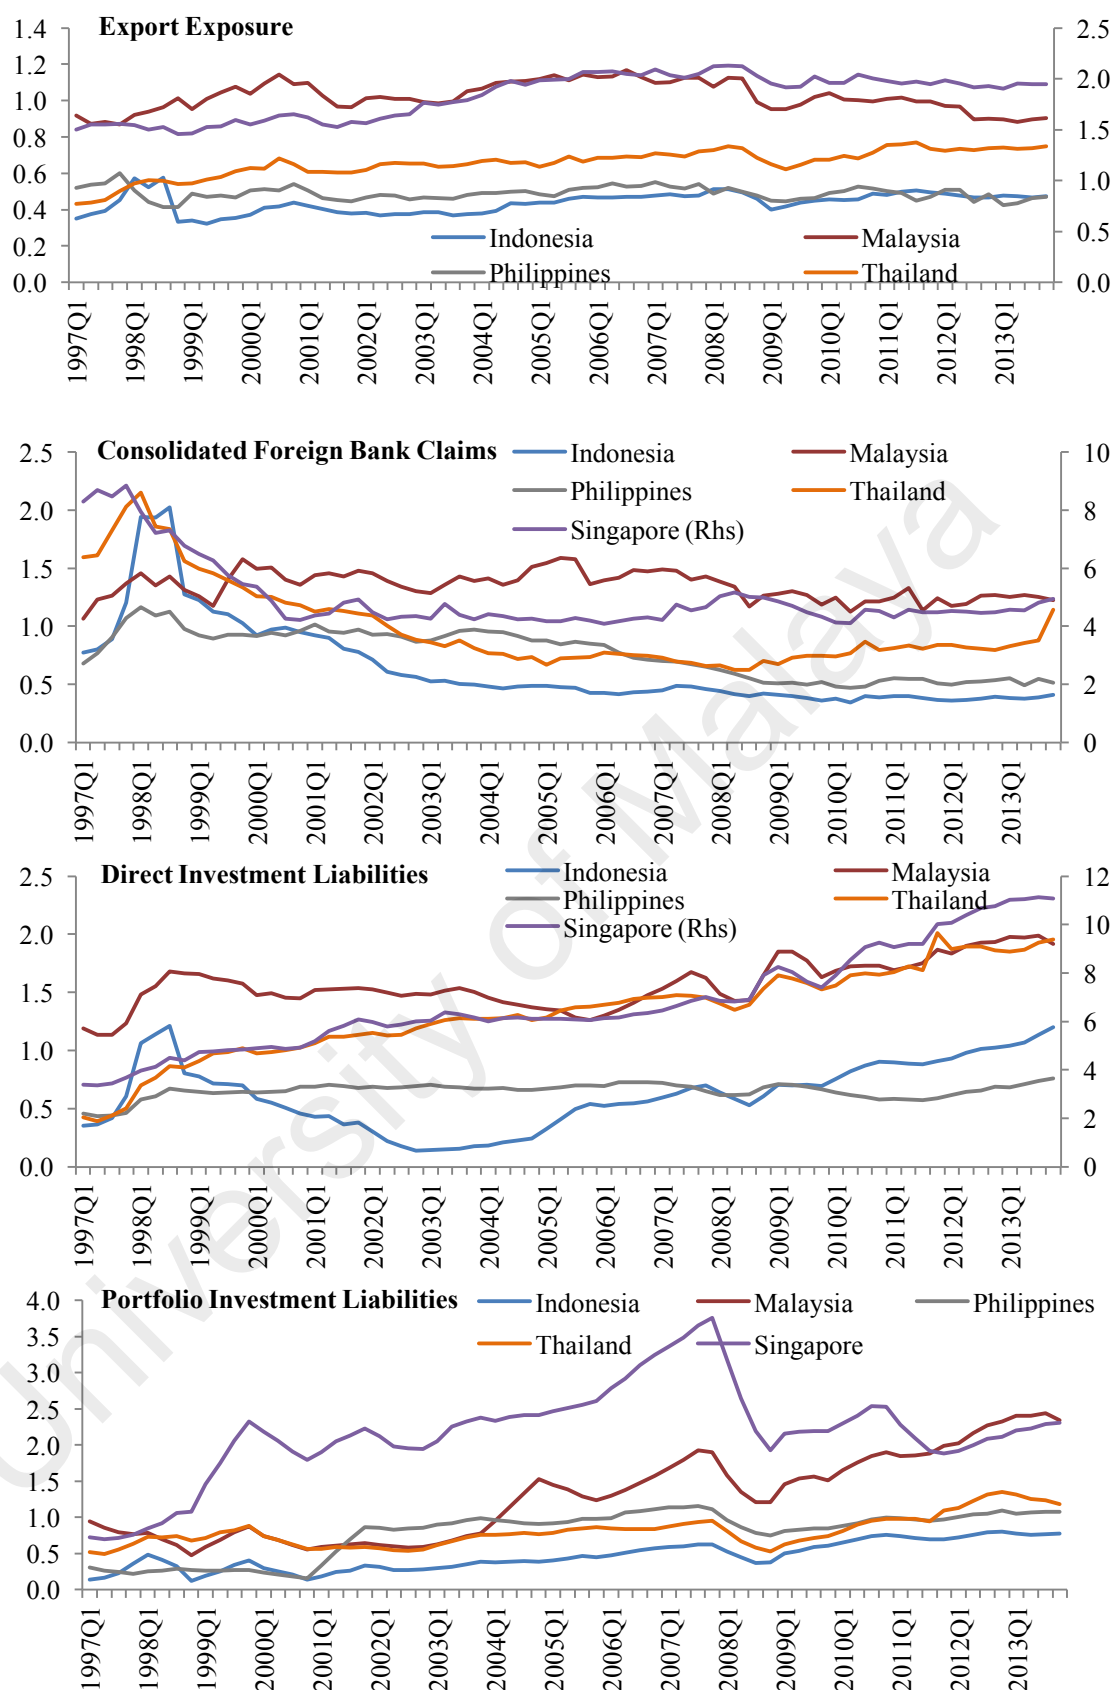 Export Exposure
1.4 2.5
1.2 2.0
1.0
0.8 1.5
0.6 1.0
0.4 0.5
0.2
0.0 0.0
Indonesia Malaysia
Philippines Thailand
1997Q1 1998Q1 1999Q1 2000Q1 2001Q1 2002Q1 2003Q1 2004Q1 2005Q1 2006Q1 2007Q1 2008Q1 2009Q1 2010Q1 2011Q1 2012Q1 2013Q1
Consolidated Foreign Bank Claims
Indonesia Malaysia
Philippines Thailand
Singapore (Rhs)
2.5 10
2.0 8
1.5 6
1.0 4
0.5 2
0.0 0
1997Q1 1998Q1 1999Q1 2000Q1 2001Q1 2002Q1 2003Q1 2004Q1 2005Q1 2006Q1 2007Q1 2008Q1 2009Q1 2010Q1 2011Q1 2012Q1 2013Q1
Direct Investment Liabilities
Indonesia Malaysia
Philippines Thailand
Singapore (Rhs)
2.5 12
2.0 10
1.5 8
1.0 6
0.5 4
0.0 2
0
1997Q1 1998Q1 1999Q1 2000Q1 2001Q1 2002Q1 2003Q1 2004Q1 2005Q1 2006Q1 2007Q1 2008Q1 2009Q1 2010Q1 2011Q1 2012Q1 2013Q1
Portfolio Investment Liabilities
Indonesia Malaysia Philippines
Thailand Singapore
4.0
3.5
3.0
2.5
2.0
1.5
1.0
0.5
0.0
1997Q1 1998Q1 1999Q1 2000Q1 2001Q1 2002Q1 2003Q1 2004Q1 2005Q1 2006Q1 2007Q1 2008Q1 2009Q1 2010Q1 2011Q1 2012Q1 2013Q1
University of Malaya